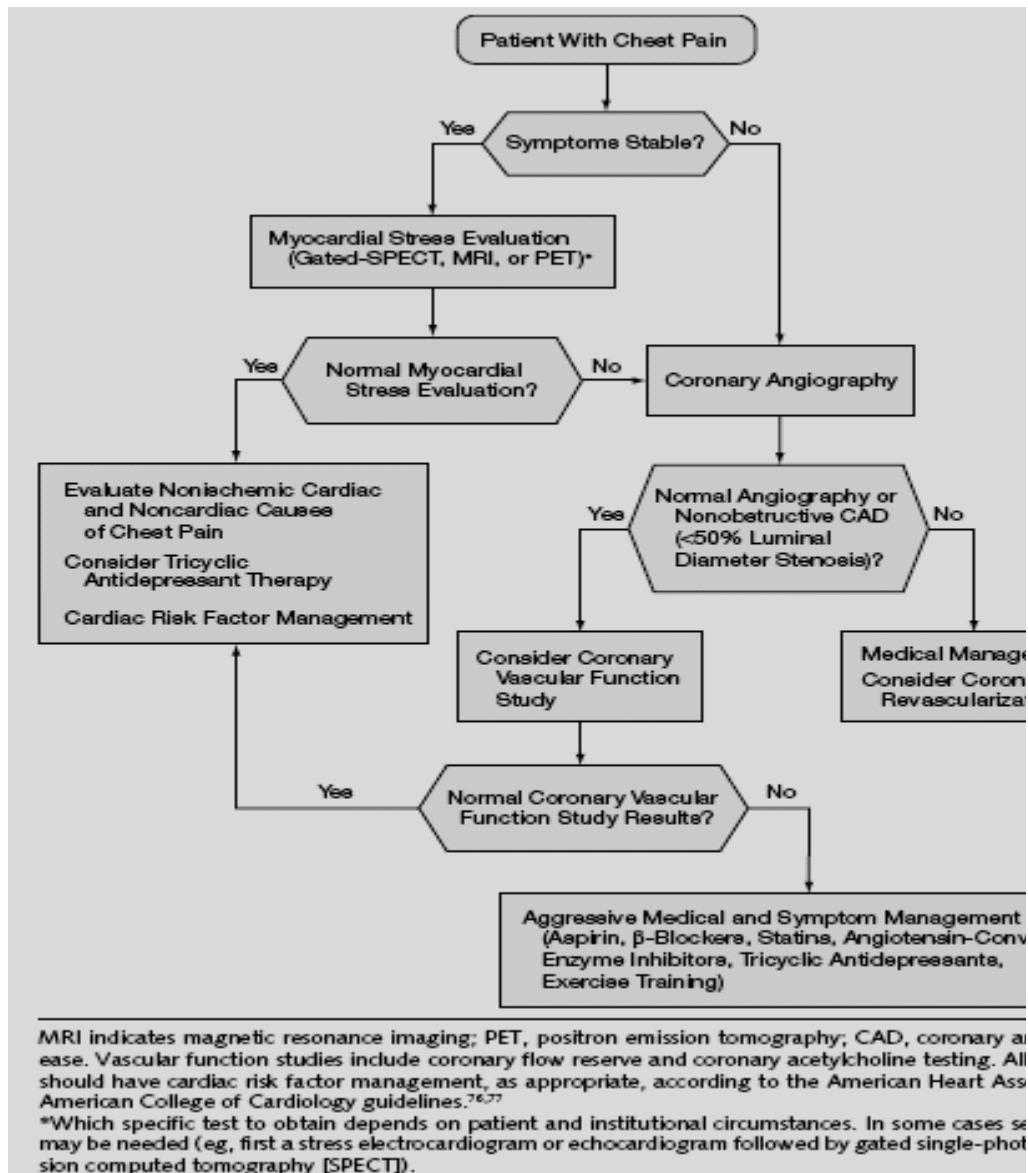 Patient With Chest Pain
Yes
Symptoms Stable?
No
Myocardial Stress Evaluation
(Gated-SPECT, MRI, or PET)*
Yes
Normal Myocardial
Stress Evaluation?
No
Coronary Angiography
Evaluate Nonischemic Cardiac
and Noncardiac Causes
of Chest Pain
Consider Tricyclic
Antidepressant Therapy
Cardiac Risk Factor Management
Yes
Normal Angiography or
Nonobstructive CAD
(<50% Luminal
Diameter Stenosis)?
No
Consider Coronary
Vascular Function
Study
Medical Manage
Consider Coron
Revascularizat
Yes
Normal Coronary Vascular
Function Study Results?
No
Aggressive Medical and Symptom Management
(Aspirin, β-Blockers, Statins, Angiotensin-Conv
Enzyme Inhibitors, Tricyclic Antidepressants,
Exercise Training)
MRI indicates magnetic resonance imaging; PET, positron emission tomography; CAD, coronary ar
ease. Vascular function studies include coronary flow reserve and coronary acetylcholine testing. All
should have cardiac risk factor management, as appropriate, according to the American Heart Asso
American College of Cardiology guidelines.76,77
*Which specific test to obtain depends on patient and institutional circumstances. In some cases se
may be needed (eg, first a stress electrocardiogram or echocardiogram followed by gated single-phot
sion computed tomography [SPECT]).